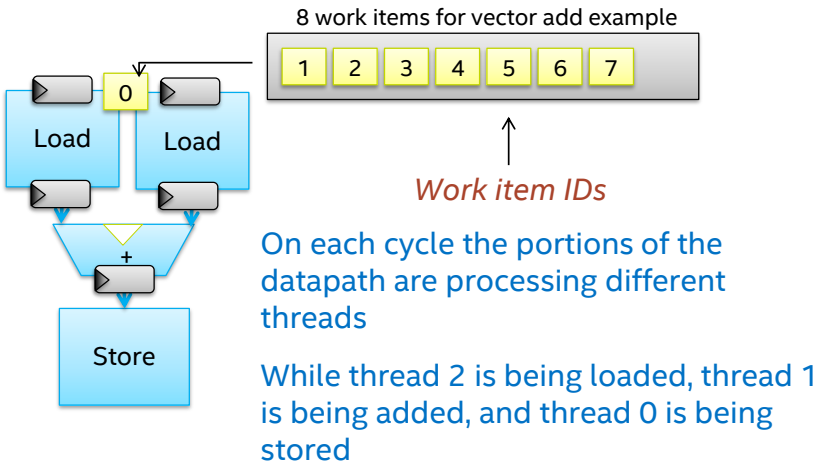 8 work items for vector add example
0
1 2 3 4 5 6 7
Load
Load
Work item IDs
+
Store
On each cycle the portions of the
datapath are processing different
threads
While thread 2 is being loaded, thread 1
is being added, and thread 0 is being
stored